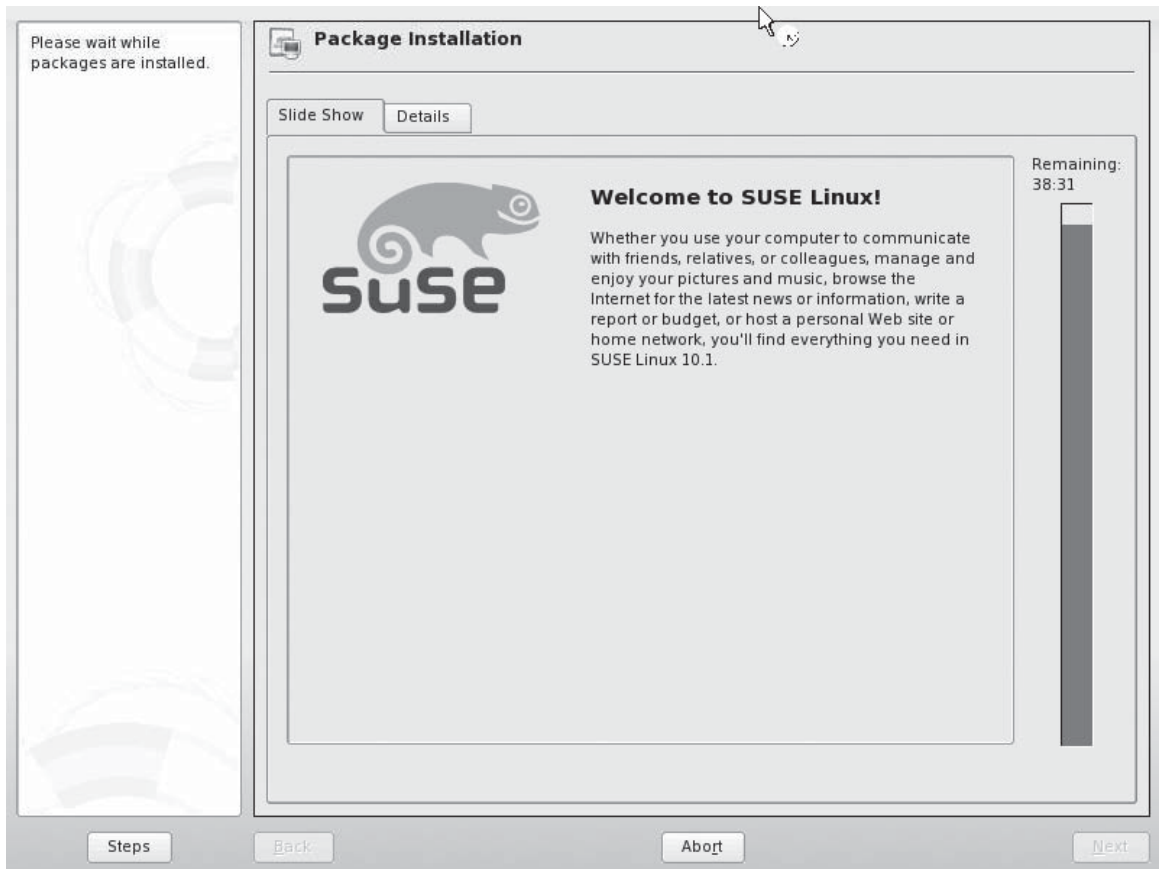 Please wait while
packages are installed.
Package Installation
Slide Show
Details
Remaining:
38:31
SUSE
Welcome to SUSE Linux!
Whether you use your computer to communicate
with friends, relatives, or colleagues, manage and
enjoy your pictures and music, browse the
Internet for the latest news or information, write a
report or budget, or host a personal Web site or
home network, you'll find everything you need in
SUSE Linux 10.1.
Steps
Back
Abort
Next